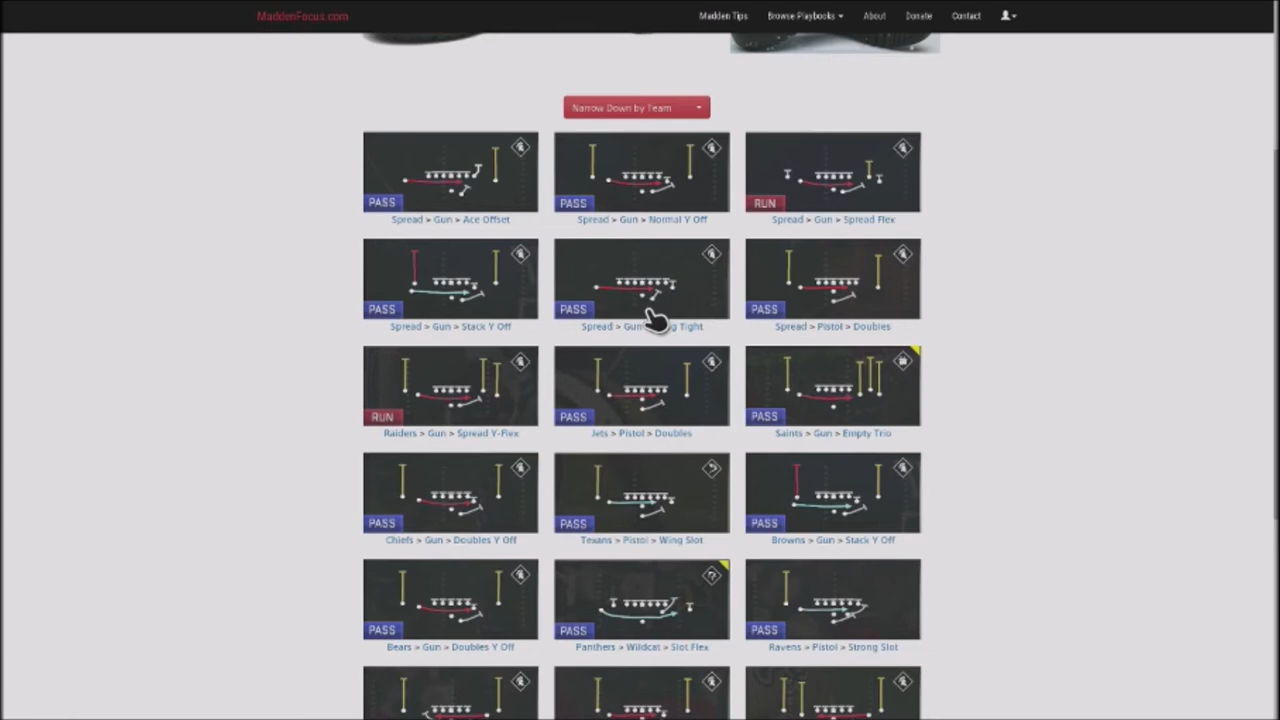 MaddenFocus.com
Madden Tips Browse Playbooks About Donate Contact
Narrow Down by Team
PASS PASS RUN
Spread > Gun > Ace Offset Spread > Gun > Normal Y Off Spread > Gun > Spread Flex
PASS PASS PASS
Spread > Gun > Stack Y Off Spread > Gun Tight Spread > Pistol > Doubles
RUN PASS PASS
Raiders > Gun > Spread Y-Flex Jets > Pistol > Doubles Saints > Gun > Empty Trio
PASS PASS PASS
Chiefs > Gun > Doubles Y Off Texans > Pistol > Wing Slot Browns > Gun > Stack Y Off
PASS PASS PASS
Bears > Gun > Doubles Y Off Panthers > Wildcat > Slot Flex Ravens > Pistol > Strong Slot